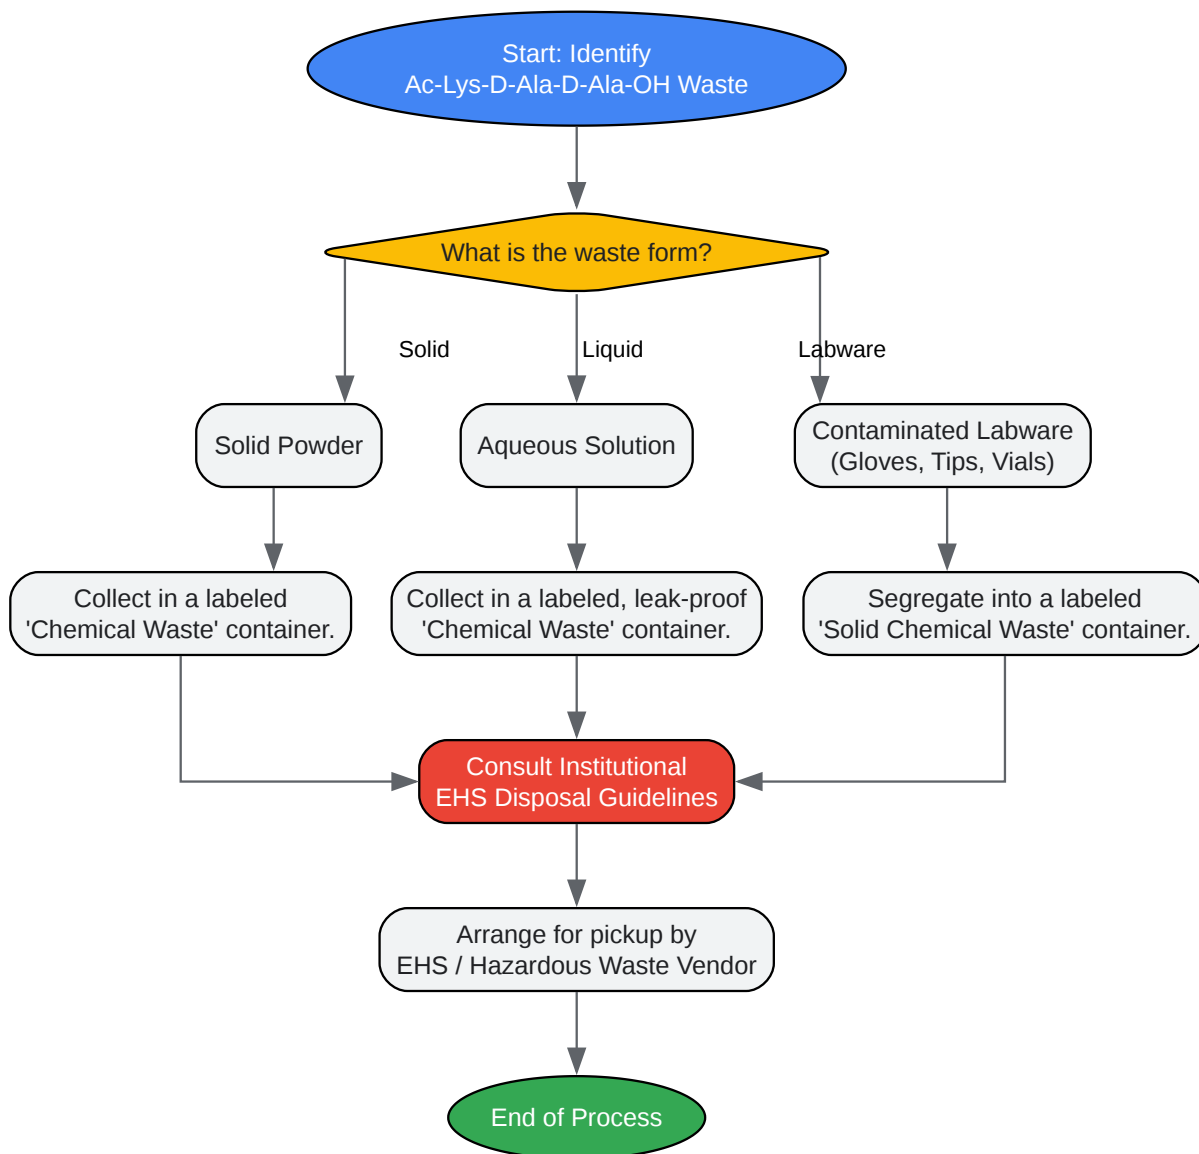 Start: Identify
Ac-Lys-D-Ala-D-Ala-OH Waste
What is the waste form?
Solid
Liquid
Labware
Solid Powder
Aqueous Solution
Contaminated Labware
(Gloves, Tips, Vials)
Collect in a labeled
'Chemical Waste' container.
Collect in a labeled, leak-proof
'Chemical Waste' container.
Segregate into a labeled
'Solid Chemical Waste' container.
Consult Institutional
EHS Disposal Guidelines
Arrange for pickup by
EHS / Hazardous Waste Vendor
End of Process